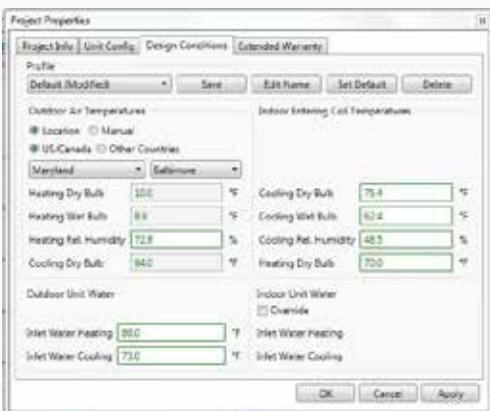 Project Properties
Project Info Unit Config. Design Conditions Extended Warranty
Profile
Default (Modified) Save Edit Name Set Default Delete
Outdoor Air Temperatures
Indoor Entering Coil Temperatures
Location Manual
US/Canada Other Countries
Maryland Baltimore
Heating Dry Bulb 10.0 °F
Heating Wet Bulb °F
Heating Rel. Humidity 72.8 %
Cooling Dry Bulb 94.0 °F
Cooling Dry Bulb 75.4 °F
Cooling Wet Bulb 62.4 °F
Cooling Rel. Humidity 48.5 %
Heating Dry Bulb 70.0 °F
Outdoor Unit Water
Inlet Water Heating °F
Inlet Water Cooling 73.0 °F
Indoor Unit Water
Override
Inlet Water Heating
Inlet Water Cooling
OK Cancel Apply